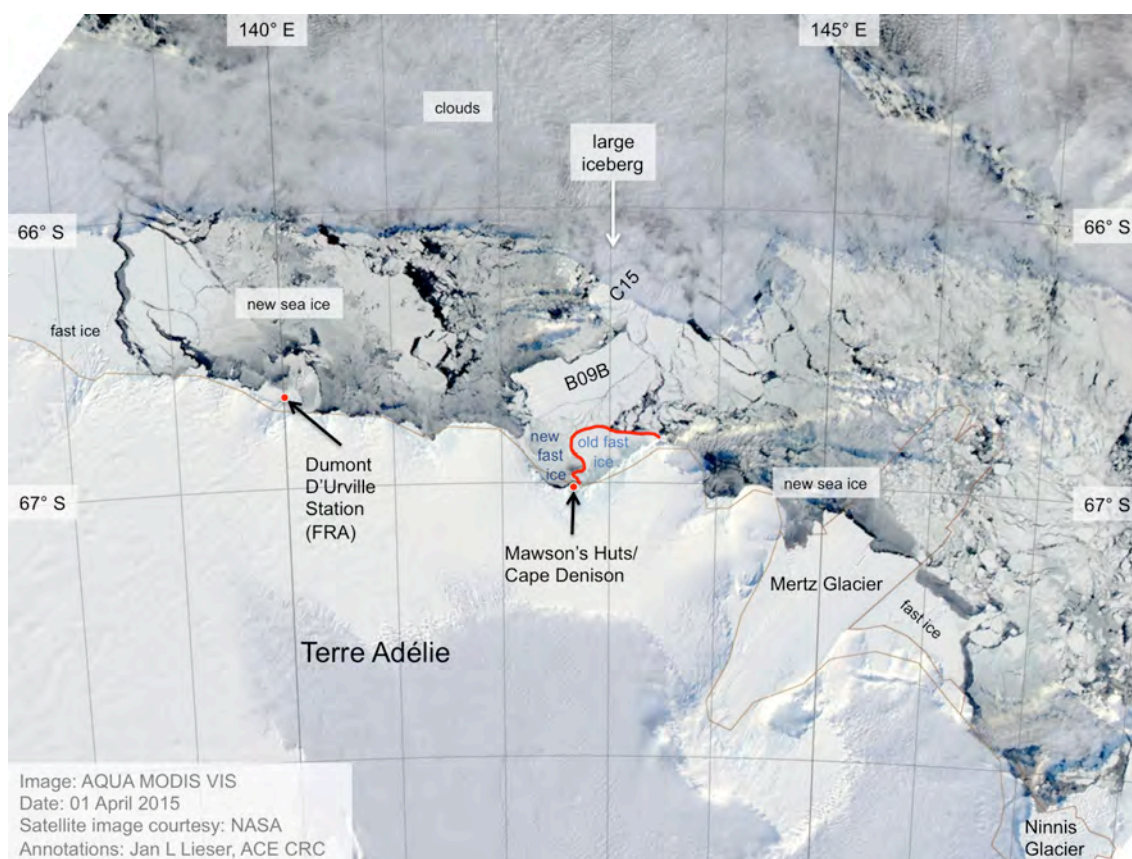 140° E
145° E
clouds
large
iceberg
66° S
66° S
C15
new sea ice
fast ice
B09B
new
fast
ice
old fast
ice
67° S
new sea ice
67° S
Dumont
D'Urville
Station
(FRA)
Mawson's Huts/
Cape Denison
Mertz Glacier
fast ice
Terre Adélie
Image: AQUA MODIS VIS
Date: 01 April 2015
Satellite image courtesy: NASA
Annotations: Jan L Lieser, ACE CRC
Ninnis
Glacier